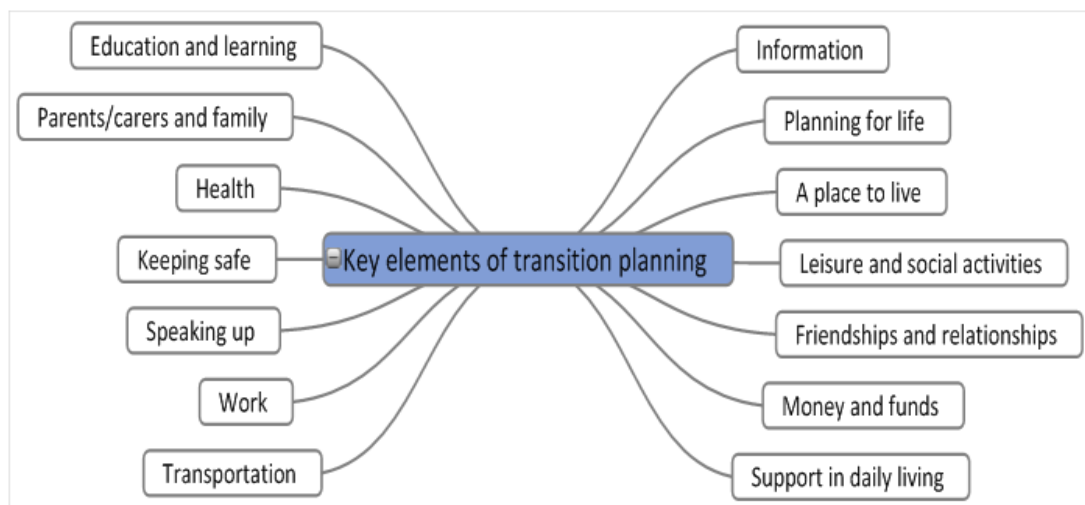 Education and learning
Parents/carers and family
Health
Keeping safe
Speaking up
Work
Transportation
Key elements of transition planning
Information
Planning for life
A place to live
Leisure and social activities
Friendships and relationships
Money and funds
Support in daily living